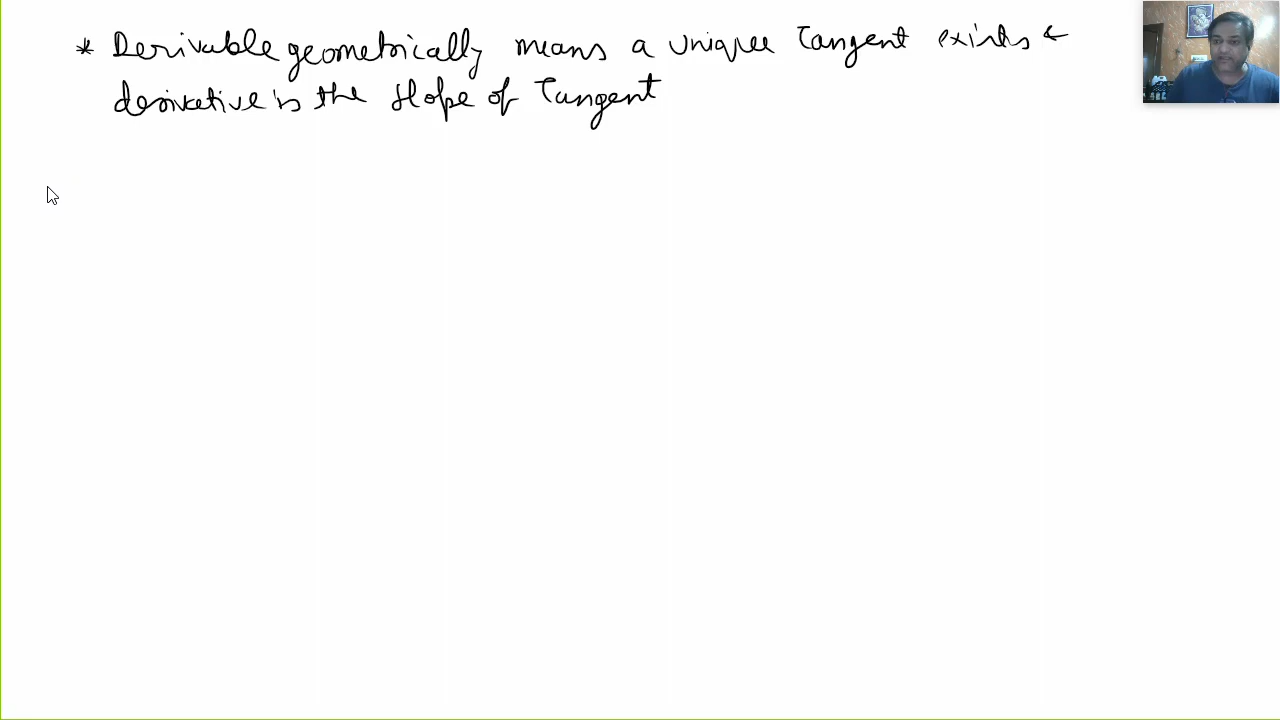 * Derivable geometrically means a unique Tangent exists &
derivative is the slope of Tangent